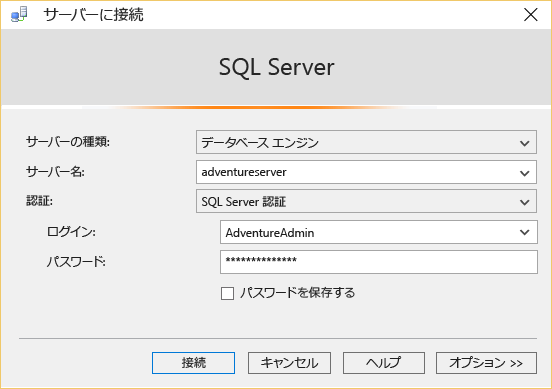 サーバーに接続
SQL Server
サーバーの種類: データベース エンジン
サーバー名: adventureserver
認証: SQL Server 認証
ログイン: AdventureAdmin
パスワード: **************
パスワードを保存する
接続 キャンセル ヘルプ オプション >>